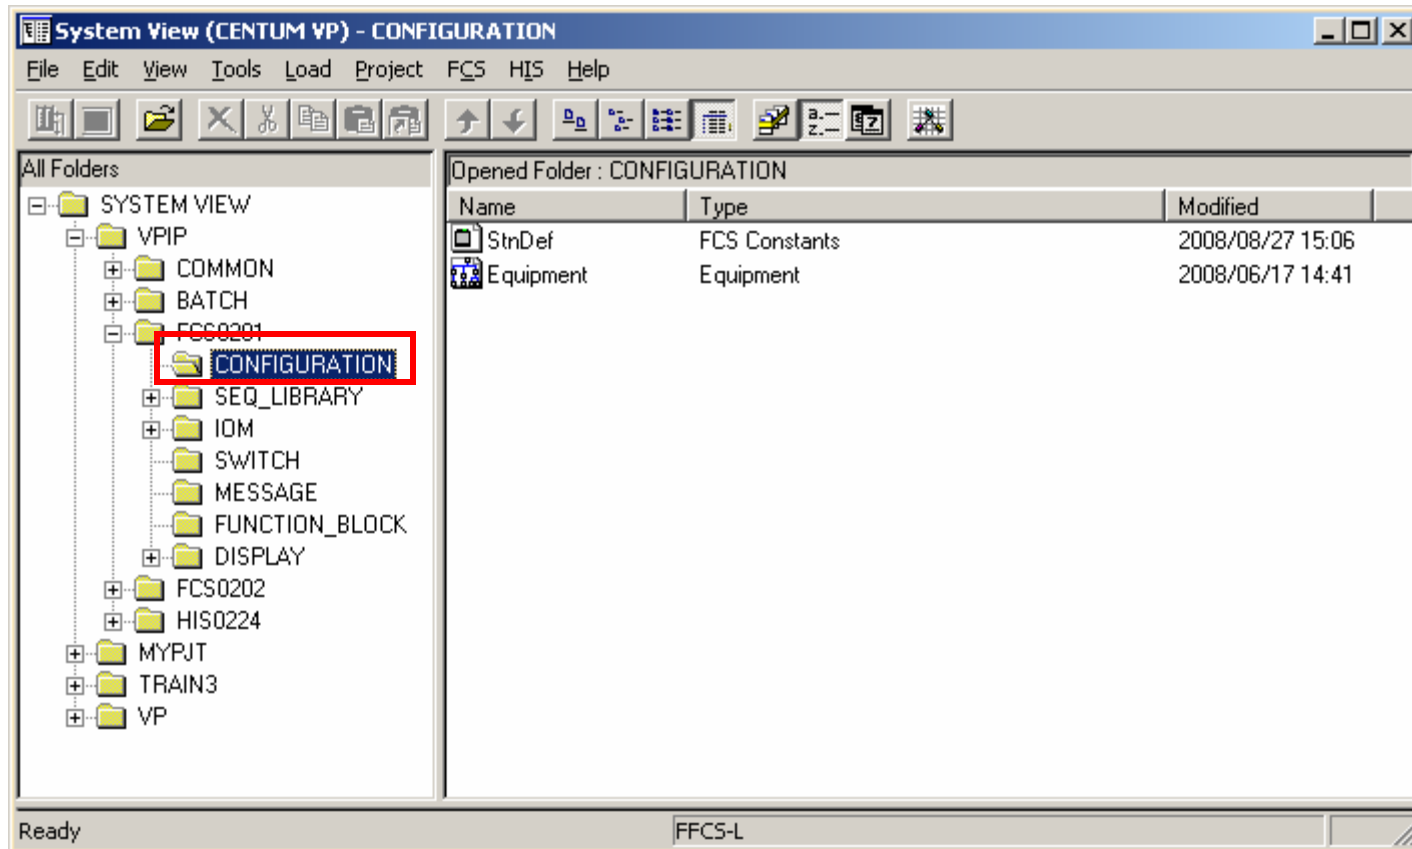 System View (CENTUM VP) - CONFIGURATION
File Edit View Tools Load Project FCS HIS Help
All Folders
SYSTEM VIEW
VPIP
COMMON
BATCH
FCS0201
CONFIGURATION
SEQ_LIBRARY
IOM
SWITCH
MESSAGE
FUNCTION_BLOCK
DISPLAY
FCS0202
HIS0224
MYPJT
TRAIN3
VP
Opened Folder : CONFIGURATION
Name Type Modified
StnDef FCS Constants 2008/08/27 15:06
Equipment Equipment 2008/06/17 14:41
Ready FFCS-L